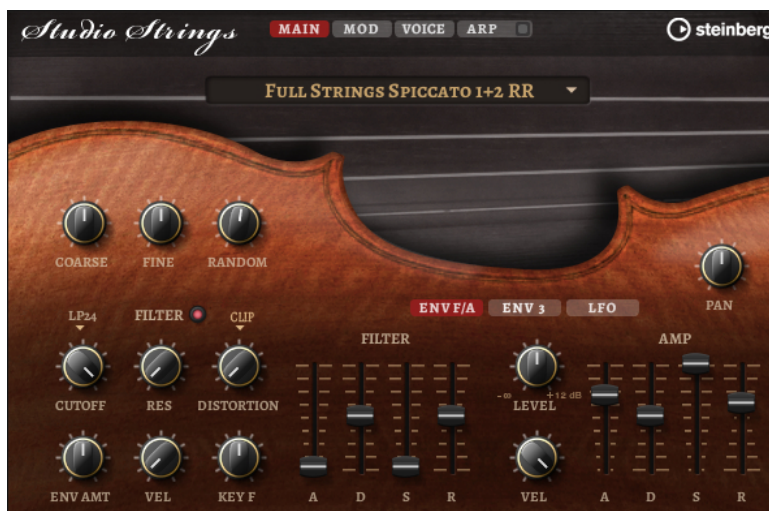 Studio Strings MAIN MOD VOICE ARP steinberg
FULL STRINGS SPICCATO 1+2 RR
COARSE FINE RANDOM
PAN
ENV F/A ENV 3 LFO
LP24 FILTER CLIP
FILTER AMP
CUTOFF RES DISTORTION
-∞ +12 dB
LEVEL
ENV AMT VEL KEY F A D S R VEL A D S R